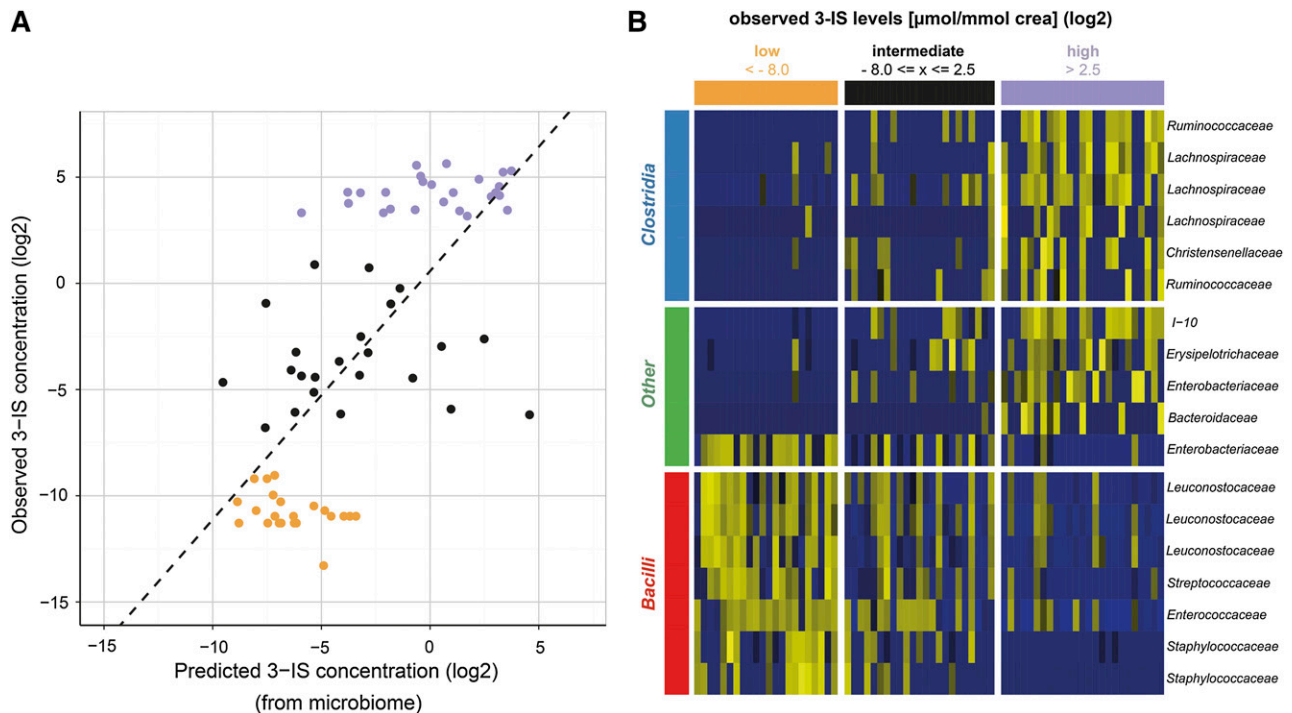 A
Observed 3-IS concentration (log2)
5
0
−5
−10
−15
−15 −10 −5 0 5
Predicted 3-IS concentration (log2)
(from microbiome)
B
observed 3-IS levels [µmol/mmol crea] (log2)
low intermediate high
< - 8.0 - 8.0 <= x <= 2.5 > 2.5
Clostridia
Ruminococcaceae
Lachnospiraceae
Lachnospiraceae
Lachnospiraceae
Christensenellaceae
Ruminococcaceae
Other
I-10
Erysipelotrichaceae
Enterobacteriaceae
Bacteroidaceae
Enterobacteriaceae
Bacilli
Leuconostocaceae
Leuconostocaceae
Leuconostocaceae
Streptococcaceae
Enterococcaceae
Staphylococcaceae
Staphylococcaceae